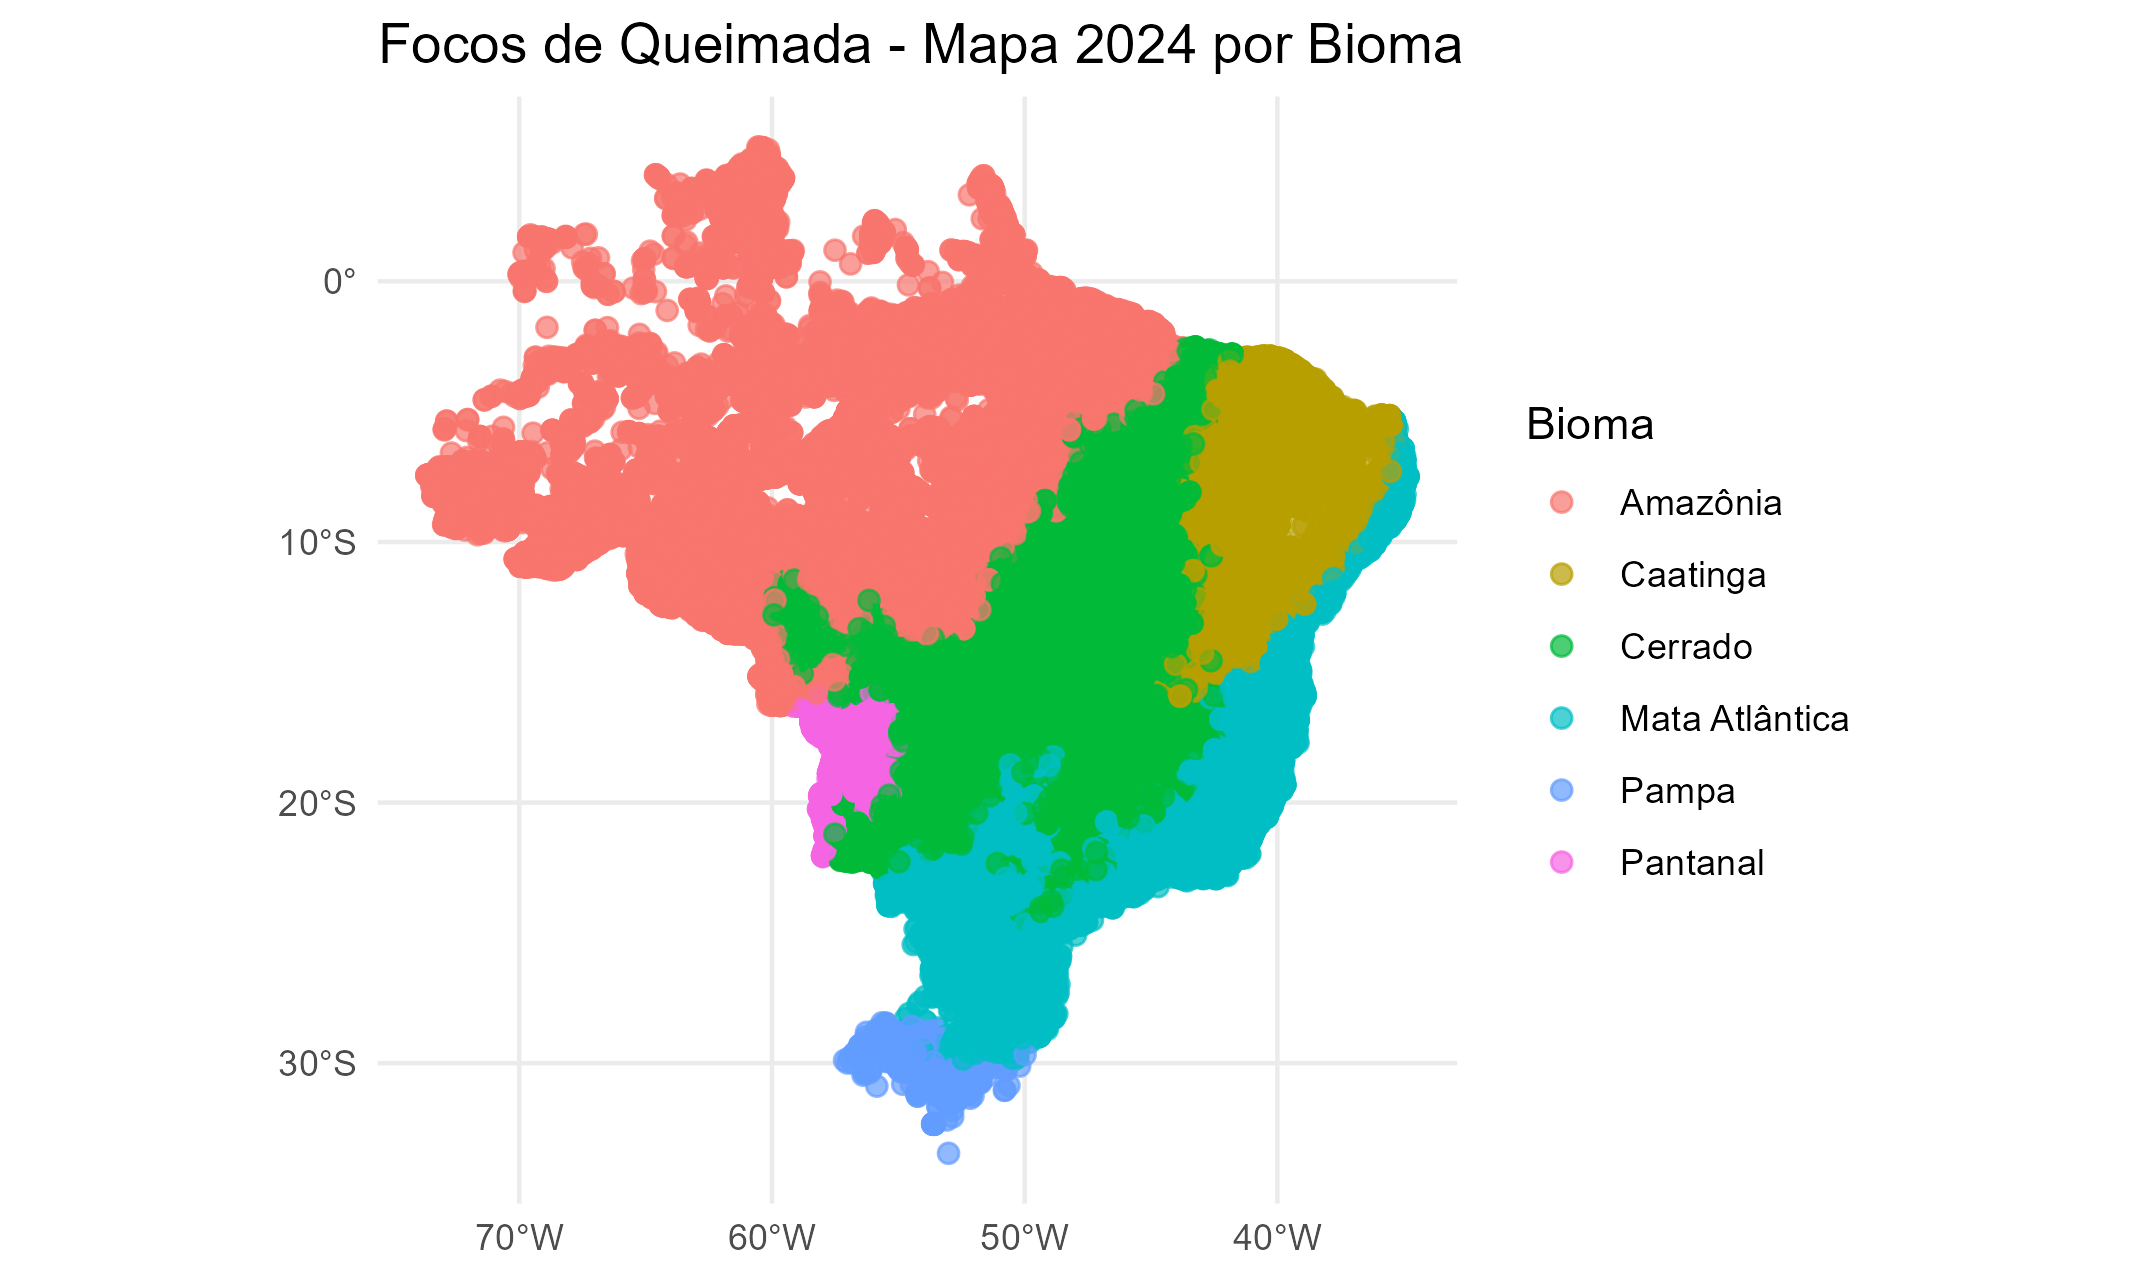 Focos de Queimada - Mapa 2024 por Bioma
0°
10°S
20°S
30°S
70°W
60°W
50°W
40°W
Bioma
Amazônia
Caatinga
Cerrado
Mata Atlântica
Pampa
Pantanal